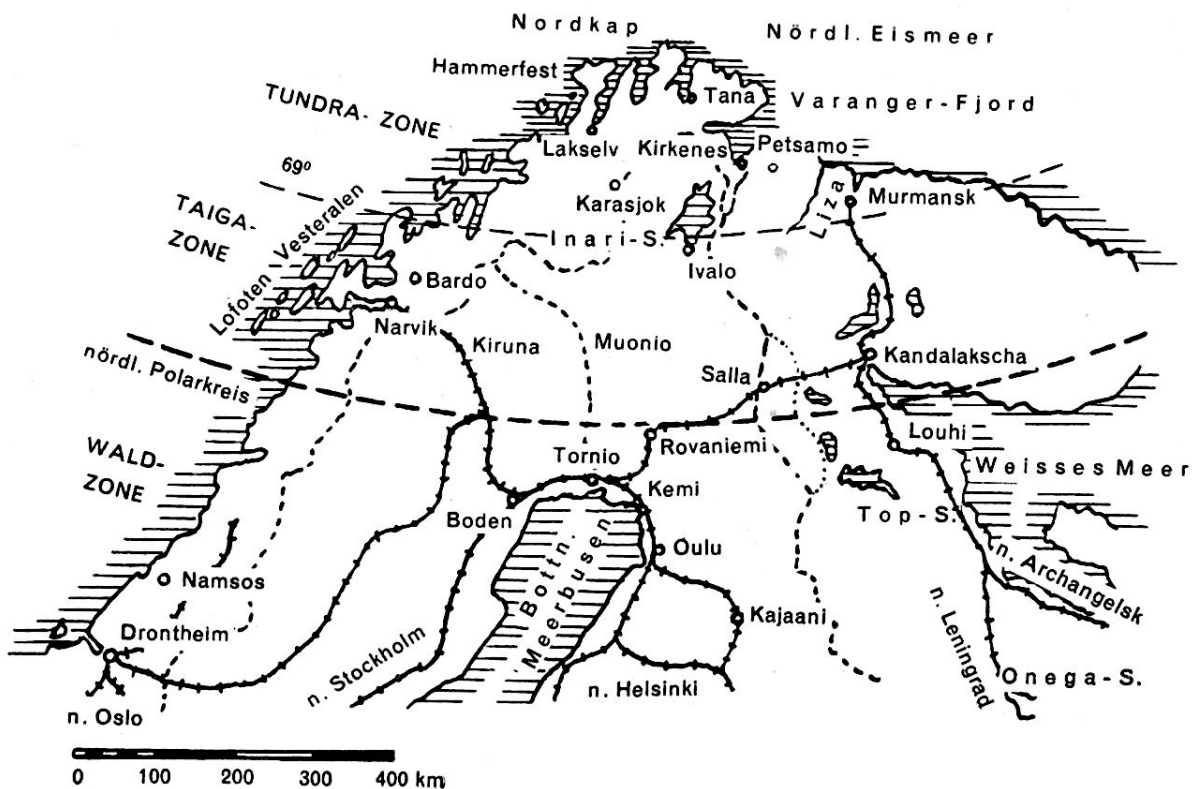 Nordkap
Nördl. Eismeer
Hammerfest
TUNDRA-
ZONE
Tana
Varanger-Fjord
Lakselv
Kirkenes
Petsamo
69º
Karasjok
Liza
Murmansk
TAIGA-
ZONE
Lofoten Vesteralen
Inari-S.
Ivalo
Bardo
Narvik
Kiruna
Muonio
Kandalakscha
nördl. Polarkreis
Salla
Louhi
WALD-
ZONE
Tornio
Rovaniemi
Weisses Meer
Kemi
Boden
Top-S.
Bottn.
Meerbusen
Oulu
n. Archangelsk
Namsos
Kajaani
Drontheim
n. Stockholm
n. Helsinki
n. Leningrad
Onega-S.
n. Oslo
0 100 200 300 400 km